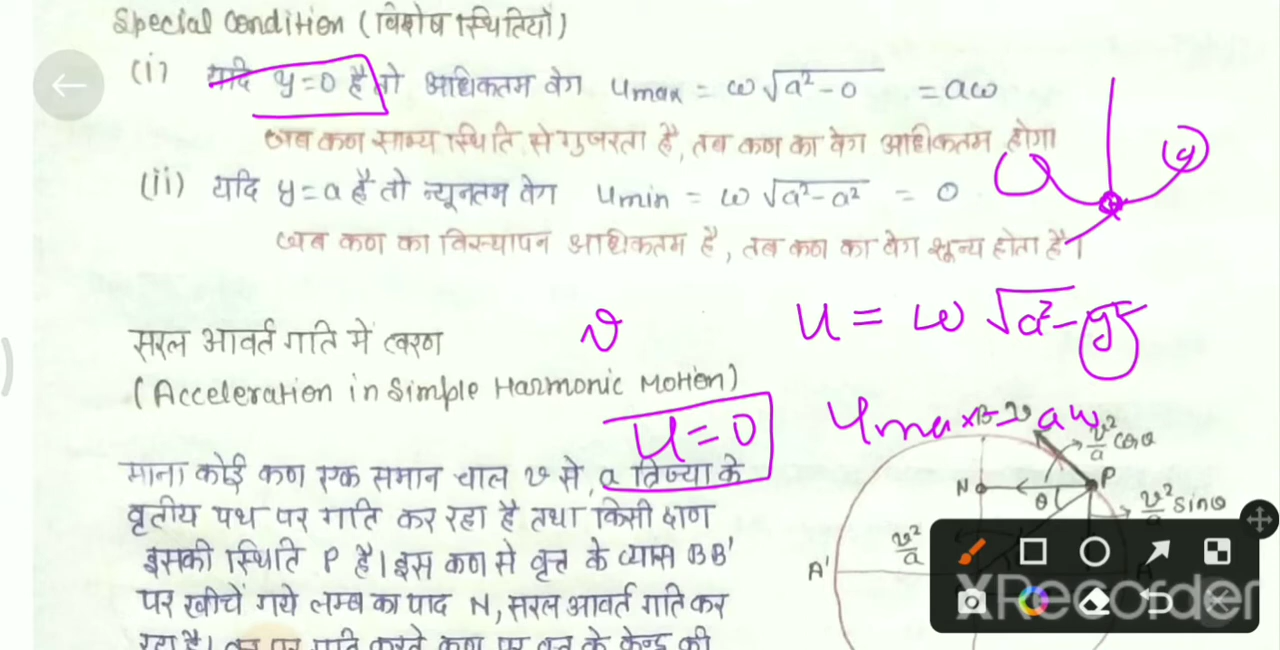 Special Condition (विशेष स्थितियाँ)
(i) यदि y=0 है तो अधिकतम वेग umax = ω√a²-0 = aω
जब कण साम्य स्थिति से गुजरता है, तब कण का वेग अधिकतम होगा
(ii) यदि y=a है तो न्यूनतम वेग umin = ω√a²-a² = 0
जब कण का विस्थापन अधिकतम है, तब कण का वेग शून्य होता है।
y
u = ω√a²-y²
v
सरल आवर्त गति में त्वरण
(Acceleration in Simple Harmonic Motion)
u=0
umax = aω
माना कोई कण एक समान चाल v से, a त्रिज्या के
वृतीय पथ पर गति कर रहा है तथा किसी क्षण
इसकी स्थिति P है। इस कण से वृत्त के व्यास BB'
पर खींचे गये लम्ब का पाद N, सरल आवर्त गति कर
रहा है।
B
v
v²/a cosθ
P
N
θ
v²/a sinθ
v²/a
A'
XRecorder